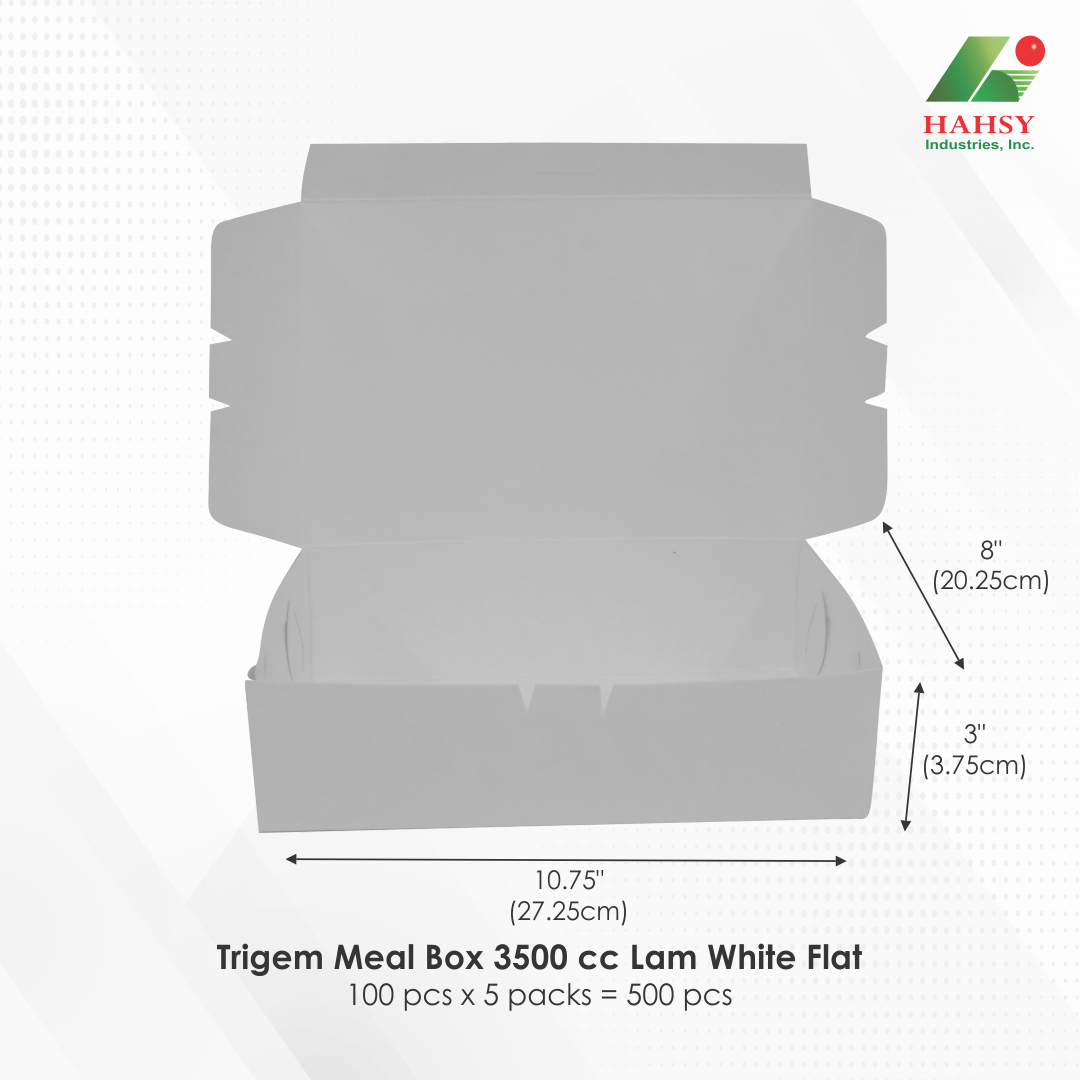 HAHSY
Industries, Inc.
8"
(20.25cm)
3"
(3.75cm)
10.75"
(27.25cm)
Trigem Meal Box 3500 cc Lam White Flat
100 pcs x 5 packs = 500 pcs